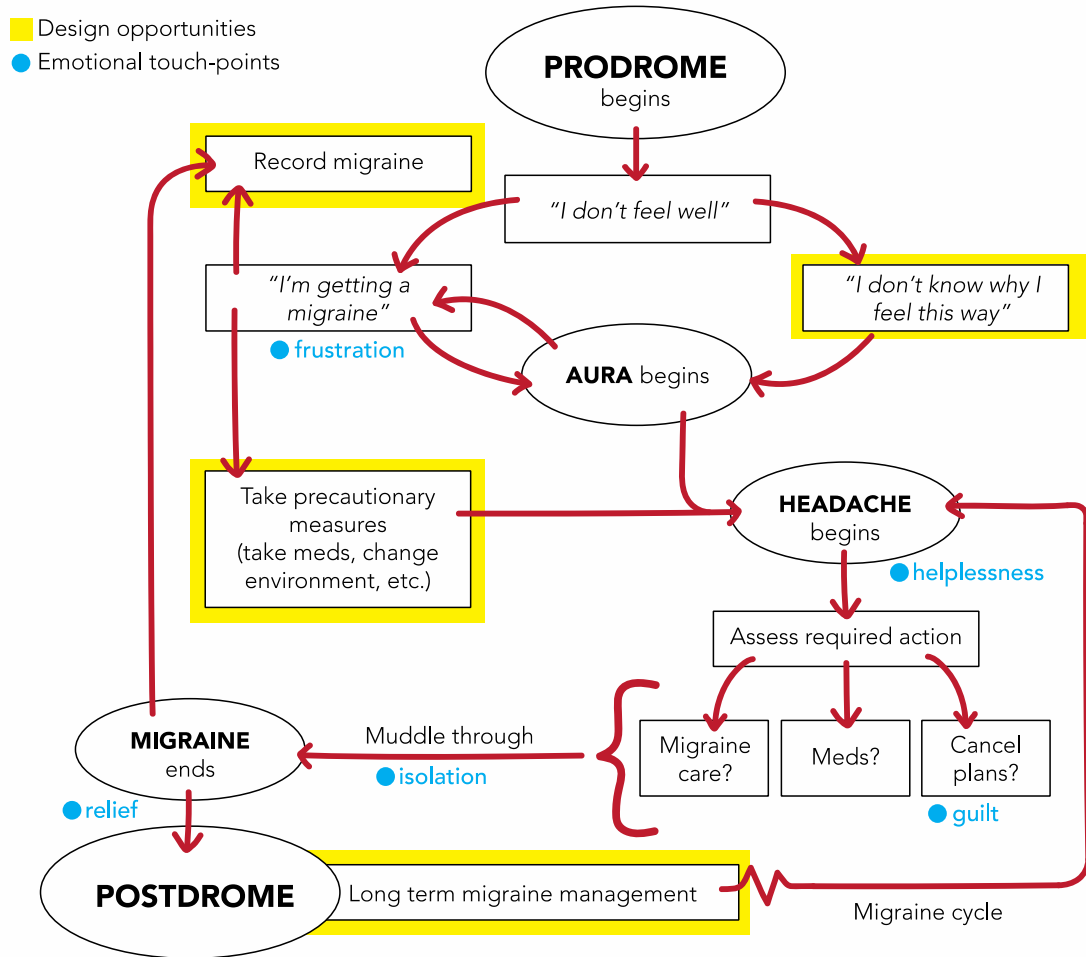 Design opportunities
Emotional touch-points
PRODROME
begins
Record migraine
"I don't feel well"
"I'm getting a
migraine"
frustration
"I don't know why I
feel this way"
AURA begins
Take precautionary
measures
(take meds, change
environment, etc.)
HEADACHE
begins
helplessness
Assess required action
Migraine
care?
Meds?
Cancel
plans?
guilt
Muddle through
isolation
MIGRAINE
ends
relief
POSTDROME
Long term migraine management
Migraine cycle